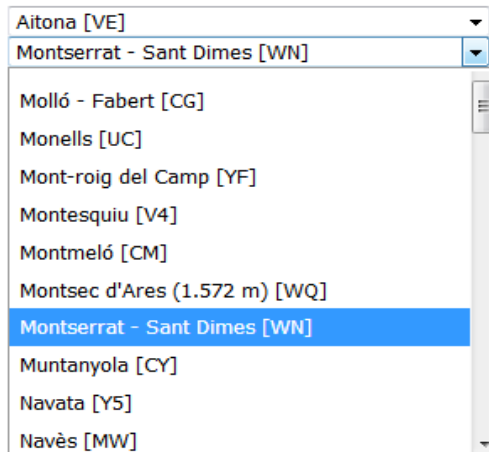 Aitona [VE]
Montserrat - Sant Dimes [WN]
Molló - Fabert [CG]
Monells [UC]
Mont-roig del Camp [YF]
Montesquiu [V4]
Montmeló [CM]
Montsec d'Ares (1.572 m) [WQ]
Montserrat - Sant Dimes [WN]
Muntanyola [CY]
Navata [Y5]
Navès [MW]